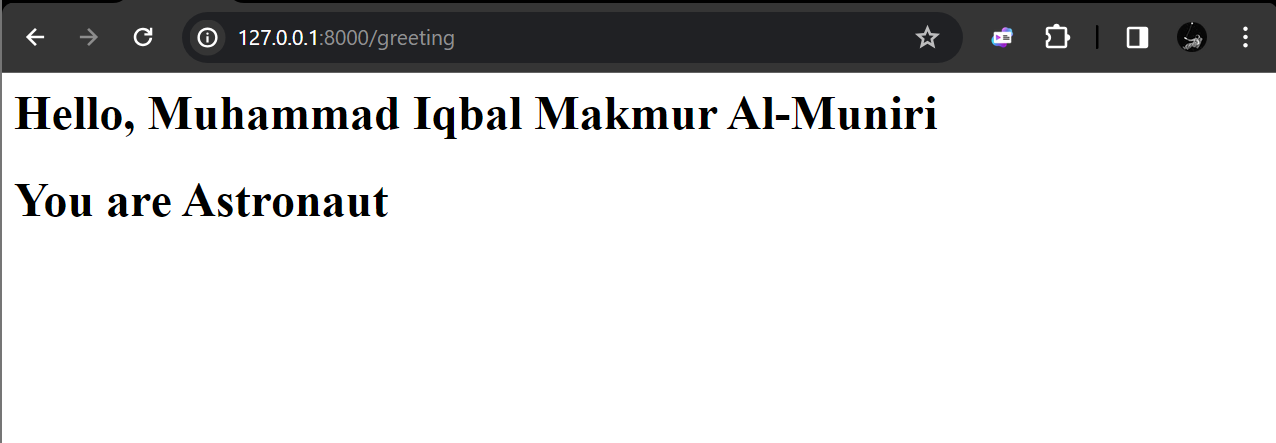 127.0.0.1:8000/greeting
Hello, Muhammad Iqbal Makmur Al-Muniri
You are Astronaut